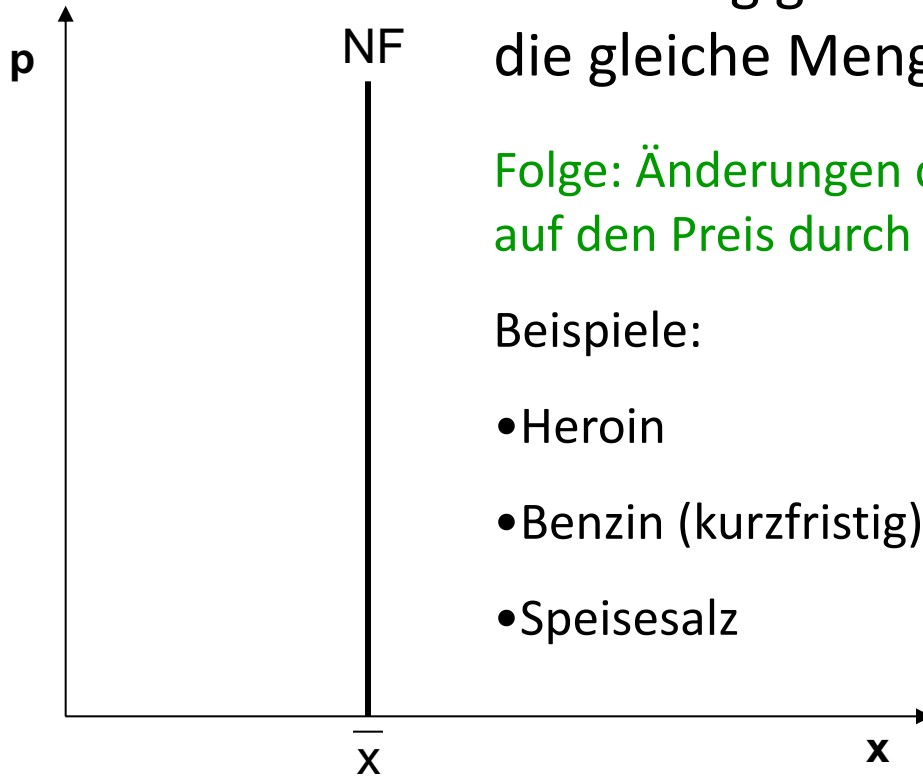 p
NF
die gleiche Meng
Folge: Änderungen
auf den Preis durch
Beispiele:
•Heroin
•Benzin (kurzfristig)
•Speisesalz
x̅
x